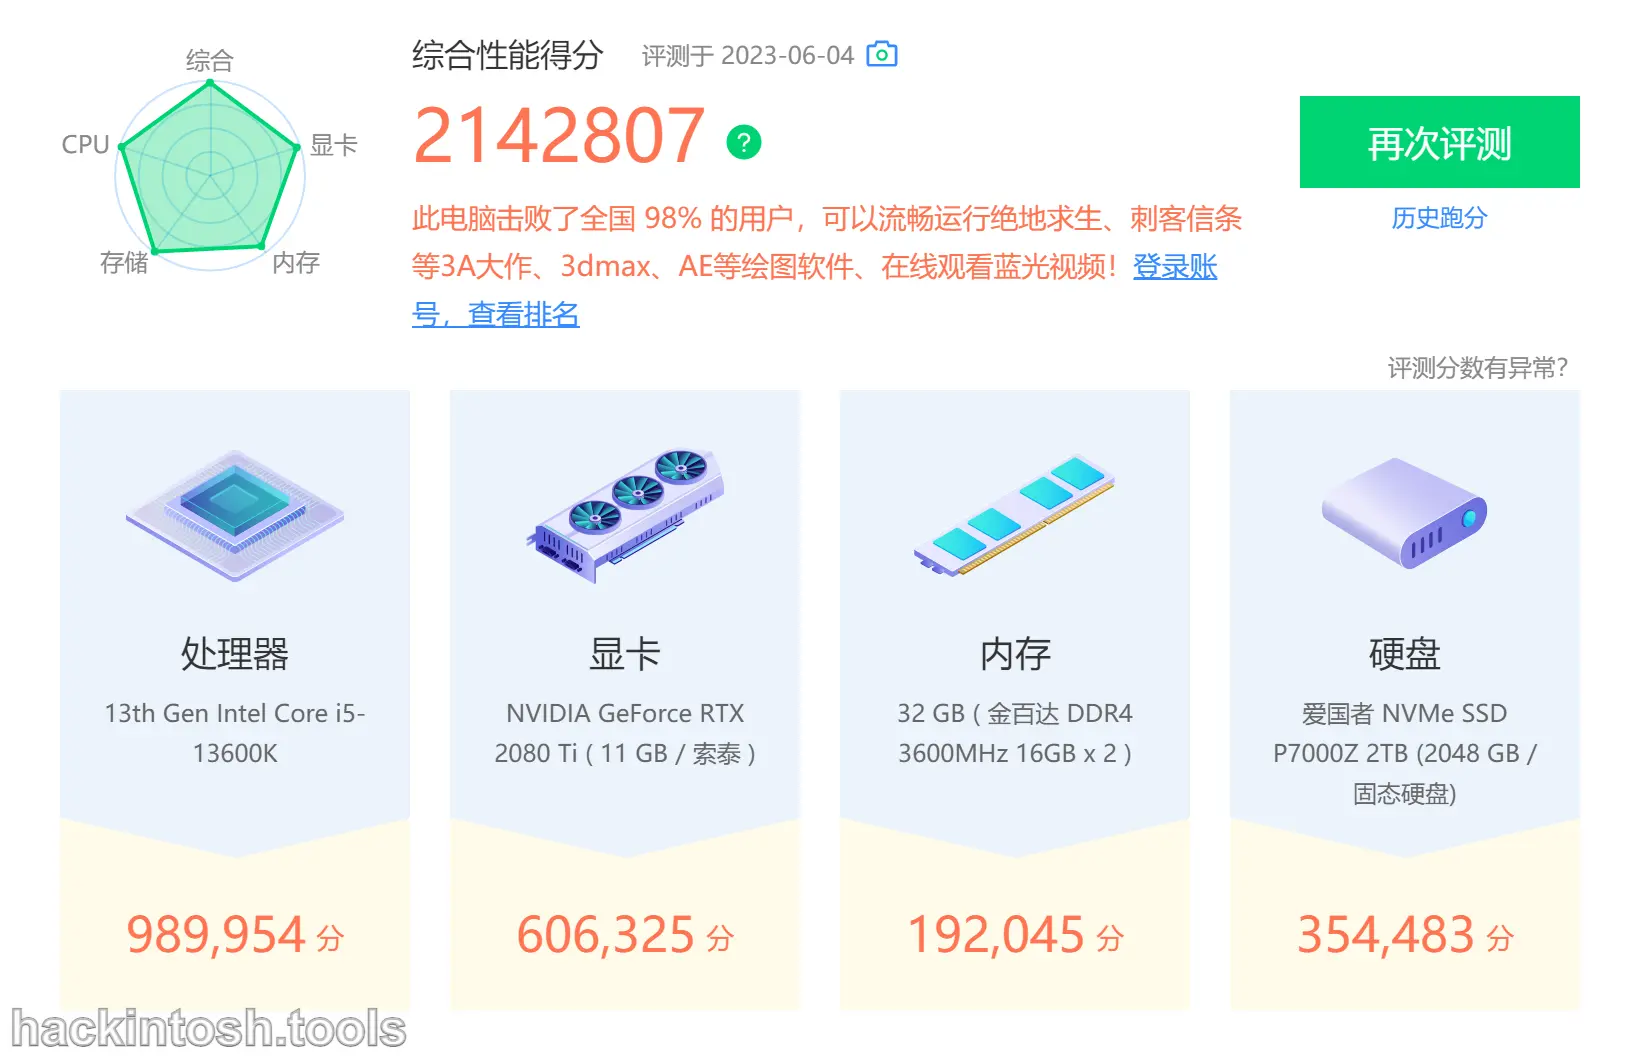 综合
CPU
显卡
存储
内存
综合性能得分 评测于 2023-06-04
2142807 ?
此电脑击败了全国 98% 的用户，可以流畅运行绝地求生、刺客信条
等3A大作、3dmax、AE等绘图软件、在线观看蓝光视频！登录账
号，查看排名
再次评测
历史跑分
评测分数有异常?
处理器
13th Gen Intel Core i5-
13600K
989,954 分
显卡
NVIDIA GeForce RTX
2080 Ti ( 11 GB / 索泰 )
606,325 分
内存
32 GB ( 金百达 DDR4
3600MHz 16GB x 2 )
192,045 分
硬盘
爱国者 NVMe SSD
P7000Z 2TB (2048 GB /
固态硬盘)
354,483 分
hackintosh.tools